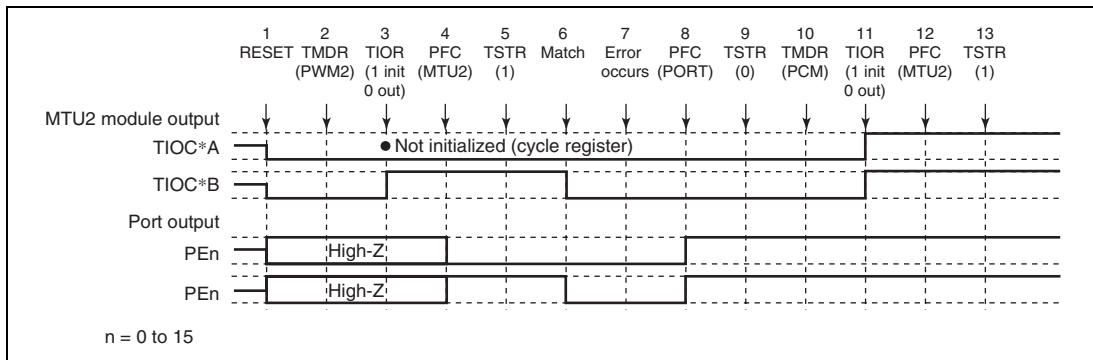 1 2 3 4 5 6 7 8 9 10 11 12 13
RESET TMDR TIOR PFC TSTR Match Error PFC TSTR TMDR TIOR PFC TSTR
(PWM2) (1 init (MTU2) (1) occurs (PORT) (0) (PCM) (1 init (MTU2) (1)
0 out) 0 out)
MTU2 module output
TIOC*A
● Not initialized (cycle register)
TIOC*B
Port output
PEn
High-Z
PEn
High-Z
n = 0 to 15